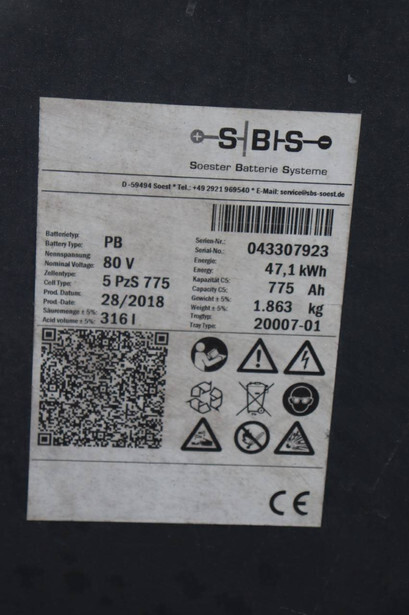 S|B|S
Soester Batterie Systeme
D -59494 Soest * Tel.: +49 2921 969540 * E-Mail: service@sbs-soest.de
Batterietyp:
Battery Type: PB
Nennspannung:
Nominal Voltage: 80 V
Zellentype:
Cell Type: 5 PzS 775
Prod. Datum:
Prod-Date: 28/2018
Säuremenge ± 5%:
Acid volume ± 5%: 316 l
Serien-Nr.:
Serial-No.: 043307923
Energie:
Energy: 47,1 kWh
Kapazität C5:
Capacity C5: 775 Ah
Gewicht ± 5%:
Weight ± 5%: 1.863 kg
Trogtyp:
Tray Type: 20007-01
CE